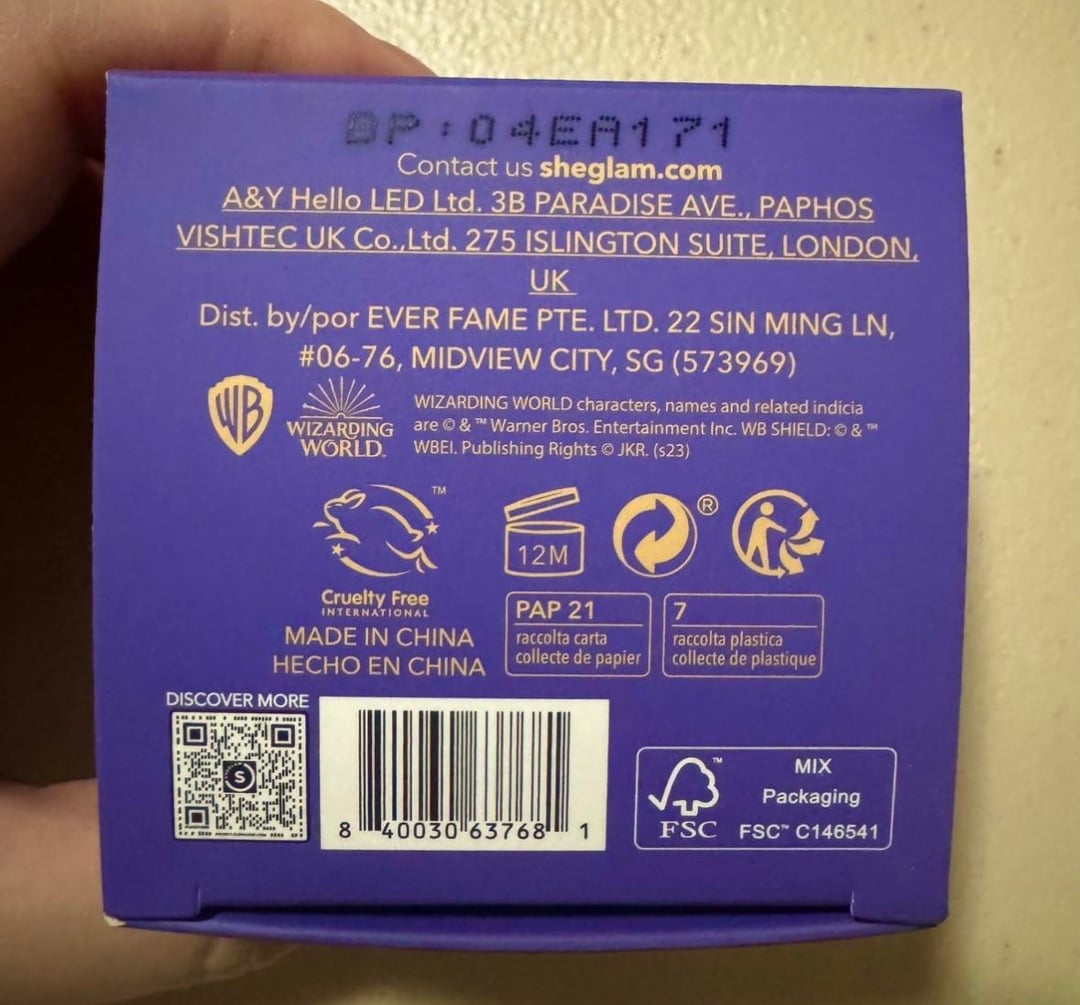 BP:04EA171
Contact us sheglam.com
A&Y Hello LED Ltd. 3B PARADISE AVE., PAPHOS
VISHTEC UK Co.,Ltd. 275 ISLINGTON SUITE, LONDON,
UK
Dist. by/por EVER FAME PTE. LTD. 22 SIN MING LN,
#06-76, MIDVIEW CITY, SG (573969)
WB
WIZARDING
WORLD.
WIZARDING WORLD characters, names and related indicia
are © & ™ Warner Bros. Entertainment Inc. WB SHIELD: © & ™
WBEI. Publishing Rights © JKR. (s23)
™
Cruelty Free
INTERNATIONAL
12M
®
PAP 21
raccolta carta
collecte de papier
7
raccolta plastica
collecte de plastique
MADE IN CHINA
HECHO EN CHINA
DISCOVER MORE
S
8 40030 63768 1
™
FSC
MIX
Packaging
FSC™ C146541